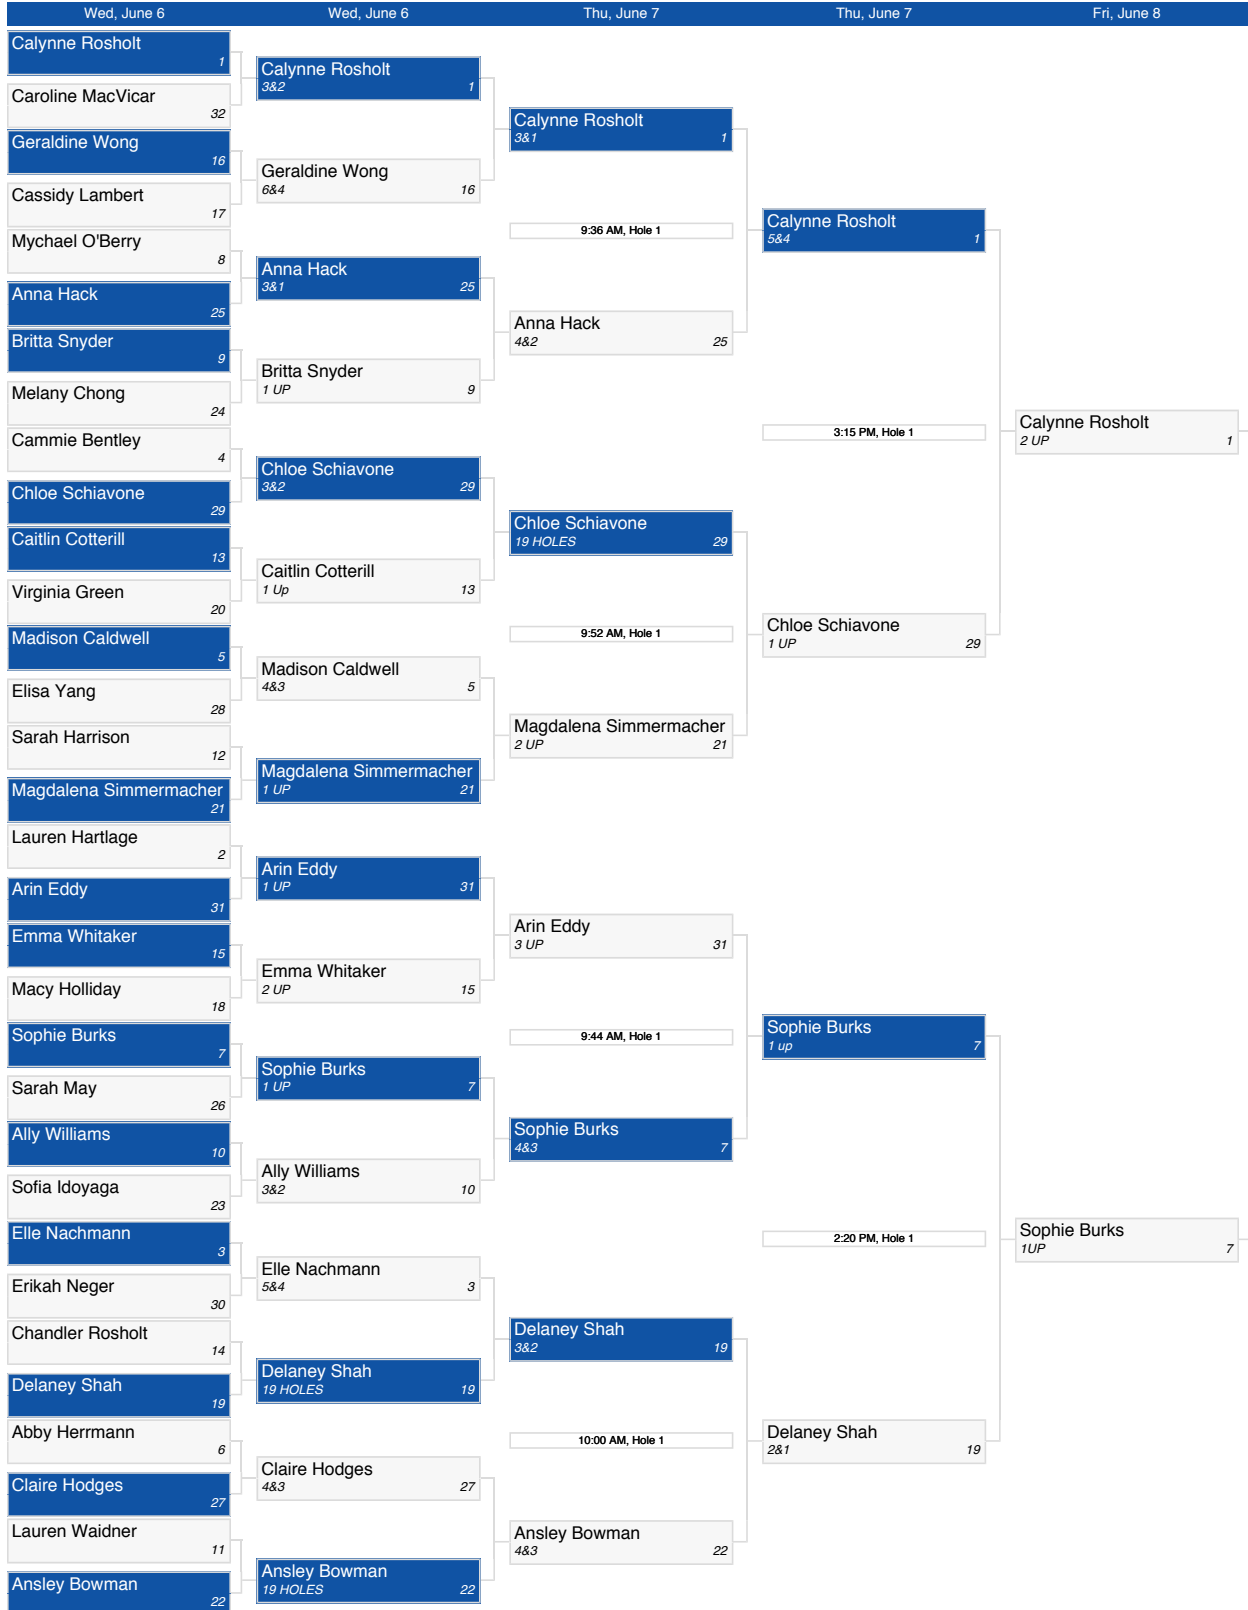 Wed, June 6
Wed, June 6
Thu, June 7
Thu, June 7
Fri, June 8
Calynne Rosholt
1
Caroline MacVicar
32
Geraldine Wong
16
Cassidy Lambert
17
Mychael O'Berry
8
Anna Hack
25
Britta Snyder
9
Melany Chong
24
Cammie Bentley
4
Chloe Schiavone
29
Caitlin Cotterill
13
Virginia Green
20
Madison Caldwell
5
Elisa Yang
28
Sarah Harrison
12
Magdalena Simmermacher
21
Lauren Hartlage
2
Arin Eddy
31
Emma Whitaker
15
Macy Holliday
18
Sophie Burks
7
Sarah May
26
Ally Williams
10
Sofia Idoyaga
23
Elle Nachmann
3
Erikah Neger
30
Chandler Rosholt
14
Delaney Shah
19
Abby Herrmann
6
Claire Hodges
27
Lauren Waidner
11
Ansley Bowman
22
Calynne Rosholt
3&2 1
Geraldine Wong
6&4 16
Anna Hack
3&1 25
Britta Snyder
1 UP 9
Chloe Schiavone
3&2 29
Caitlin Cotterill
1 Up 13
Madison Caldwell
4&3 5
Magdalena Simmermacher
1 UP 21
Arin Eddy
1 UP 31
Emma Whitaker
2 UP 15
Sophie Burks
1 UP 7
Ally Williams
3&2 10
Elle Nachmann
5&4 3
Delaney Shah
19 HOLES 19
Claire Hodges
4&3 27
Ansley Bowman
19 HOLES 22
Calynne Rosholt
3&1 1
9:36 AM, Hole 1
Anna Hack
4&2 25
Chloe Schiavone
19 HOLES 29
9:52 AM, Hole 1
Magdalena Simmermacher
2 UP 21
Arin Eddy
3 UP 31
9:44 AM, Hole 1
Sophie Burks
4&3 7
Delaney Shah
3&2 19
10:00 AM, Hole 1
Ansley Bowman
4&3 22
Calynne Rosholt
5&4 1
3:15 PM, Hole 1
Chloe Schiavone
1 UP 29
Sophie Burks
1 up 7
2:20 PM, Hole 1
Delaney Shah
2&1 19
Calynne Rosholt
2 UP 1
Sophie Burks
1UP 7